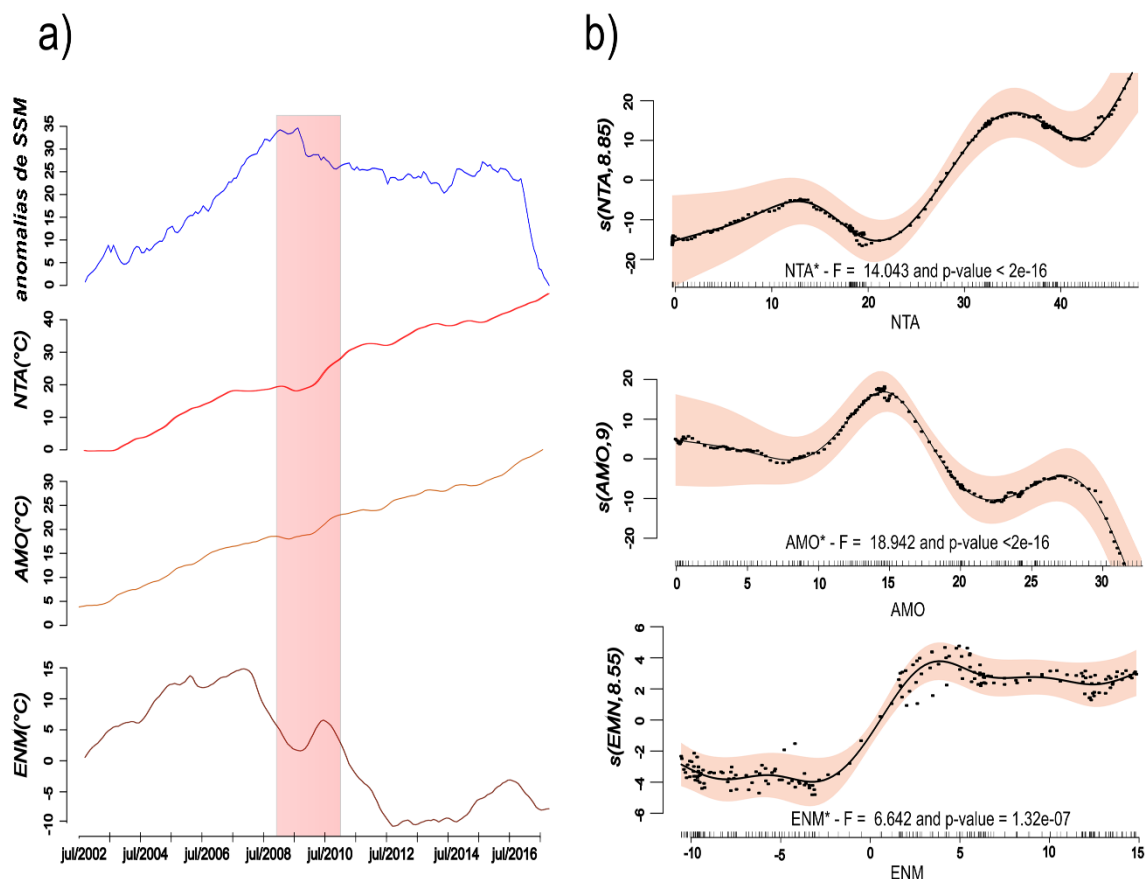 a)
anomalias de SSM
35
30
25
20
15
10
5
0
NTA(°C)
40
30
20
10
0
AMO(°C)
30
25
20
15
10
5
0
ENM(°C)
15
10
5
0
-5
-10
jul/2002 jul/2004 jul/2006 jul/2008 jul/2010 jul/2012 jul/2014 jul/2016
b)
s(NTA,8.85)
20
10
0
-10
-20
NTA* - F = 14.043 and p-value < 2e-16
0 10 20 30 40
NTA
s(AMO,9)
20
10
0
-10
-20
AMO* - F = 18.942 and p-value <2e-16
0 5 10 15 20 25 30
AMO
s(EMN,8.55)
6
4
2
0
-2
-4
-6
ENM* - F = 6.642 and p-value = 1.32e-07
-10 -5 0 5 10 15
ENM